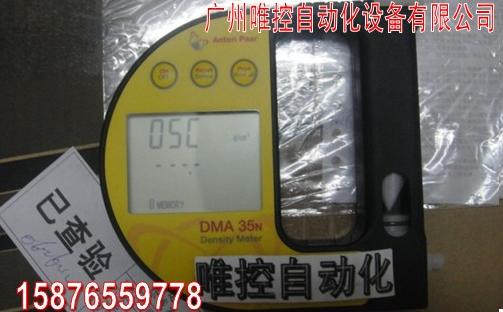 广州唯控自动化设备有限公司
Anton Paar
OSC
g/cm³
----
0 MEMORY
DMA 35N
Density Meter
已查验
唯控自动化
15876559778